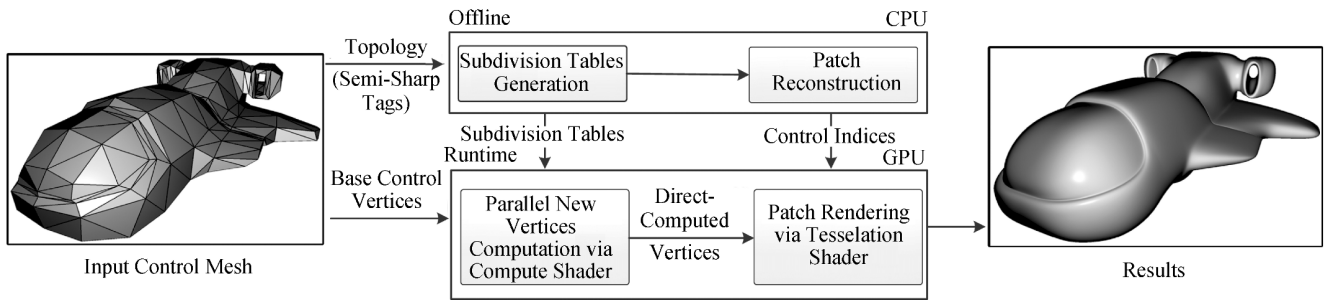 Offline
CPU
Topology
(Semi-Sharp
Tags)
Subdivision Tables
Generation
Patch
Reconstruction
Subdivision Tables
Control Indices
Runtime
GPU
Base Control
Vertices
Parallel New
Vertices
Computation via
Compute Shader
Direct-
Computed
Vertices
Patch Rendering
via Tesselation
Shader
Input Control Mesh
Results